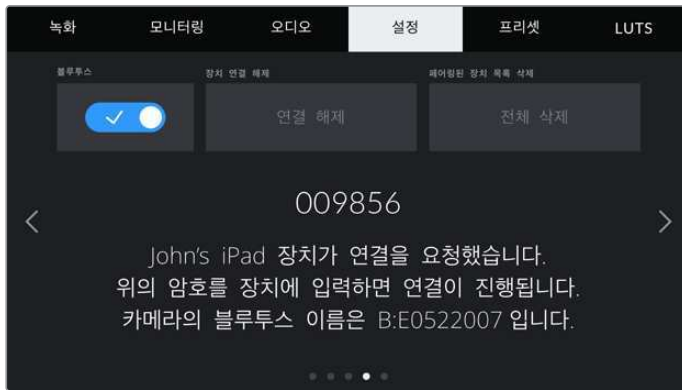 녹화 모니터링 오디오 설정 프리셋 LUTS
블루투스 장치 연결 해제 페어링된 장치 목록 삭제
연결 해제 전체 삭제
009856
John's iPad 장치가 연결을 요청했습니다.
위의 암호를 장치에 입력하면 연결이 진행됩니다.
카메라의 블루투스 이름은 B:E0522007 입니다.